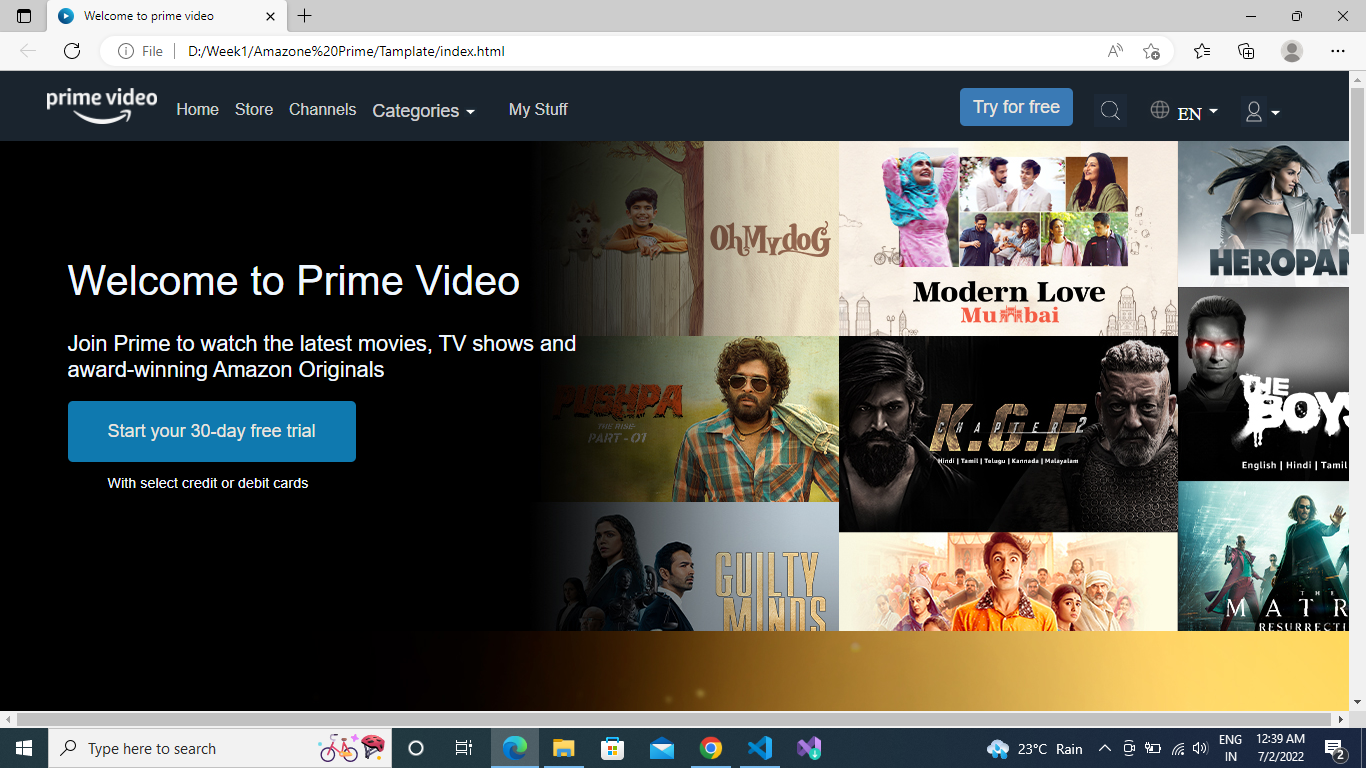 Welcome to prime video
File
D:/Week1/Amazone%20Prime/Tamplate/index.html
prime video
Home
Store
Channels
Categories
My Stuff
Try for free
EN
Welcome to Prime Video
Join Prime to watch the latest movies, TV shows and
award-winning Amazon Originals
Start your 30-day free trial
With select credit or debit cards
Oh My doG
Modern Love
Mumbai
HEROPAN
PUSHPA
THE RISE
PART - 01
K.G.F
CHAPTER 2
Hindi | Tamil | Telugu | Kannada | Malayalam
THE
BOYS
English | Hindi | Tamil
GUILTY
MINDS
THE
MATR
RESURRECTI
Type here to search
23°C Rain
ENG
IN
12:39 AM
7/2/2022
2